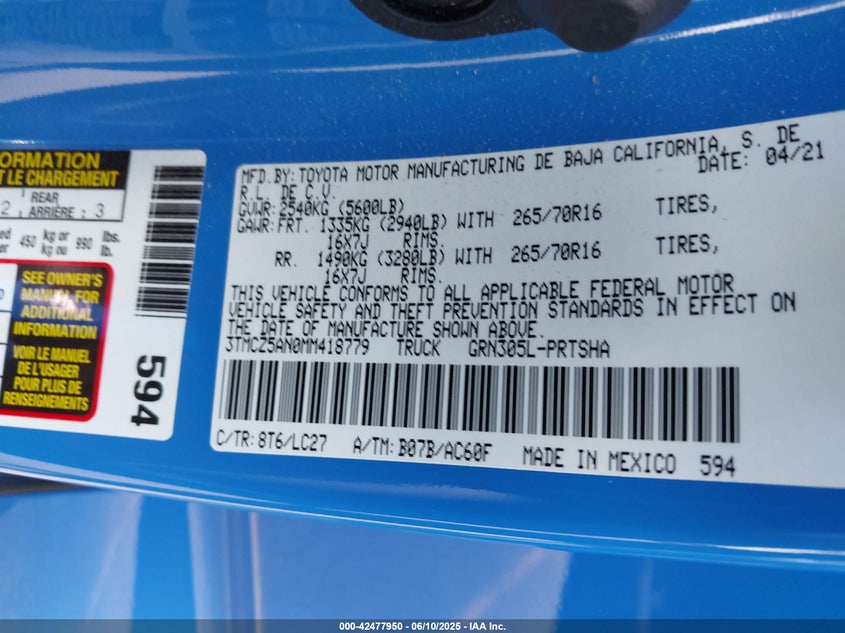 FORMATION
T LE CHARGEMENT
2 REAR ARRIÈRE : 3
450 kg or kg ou 990 lbs. lb.
SEE OWNER'S
MANUAL FOR
ADDITIONAL
INFORMATION
VOIR LE MANUEL
DE L'USAGER
POUR PLUS DE
RENSEIGNEMENTS
594
MFD.BY:TOYOTA MOTOR MANUFACTURING DE BAJA CALIFORNIA, S. DE
R.L. DE C.V. DATE: 04/21
GVWR:2540KG (5600LB)
GAWR:FRT. 1335KG (2940LB) WITH 265/70R16 TIRES,
16X7J RIMS.
RR. 1490KG (3280LB) WITH 265/70R16 TIRES,
16X7J RIMS.
THIS VEHICLE CONFORMS TO ALL APPLICABLE FEDERAL MOTOR
VEHICLE SAFETY AND THEFT PREVENTION STANDARDS IN EFFECT ON
THE DATE OF MANUFACTURE SHOWN ABOVE.
3TMCZ5AN0MM418779 TRUCK GRN305L-PRTSHA
C/TR:8T6/LC27 A/TM:B07B/AC60F MADE IN MEXICO 594
000-42477950 | 06/10/2025 - IAA Inc.